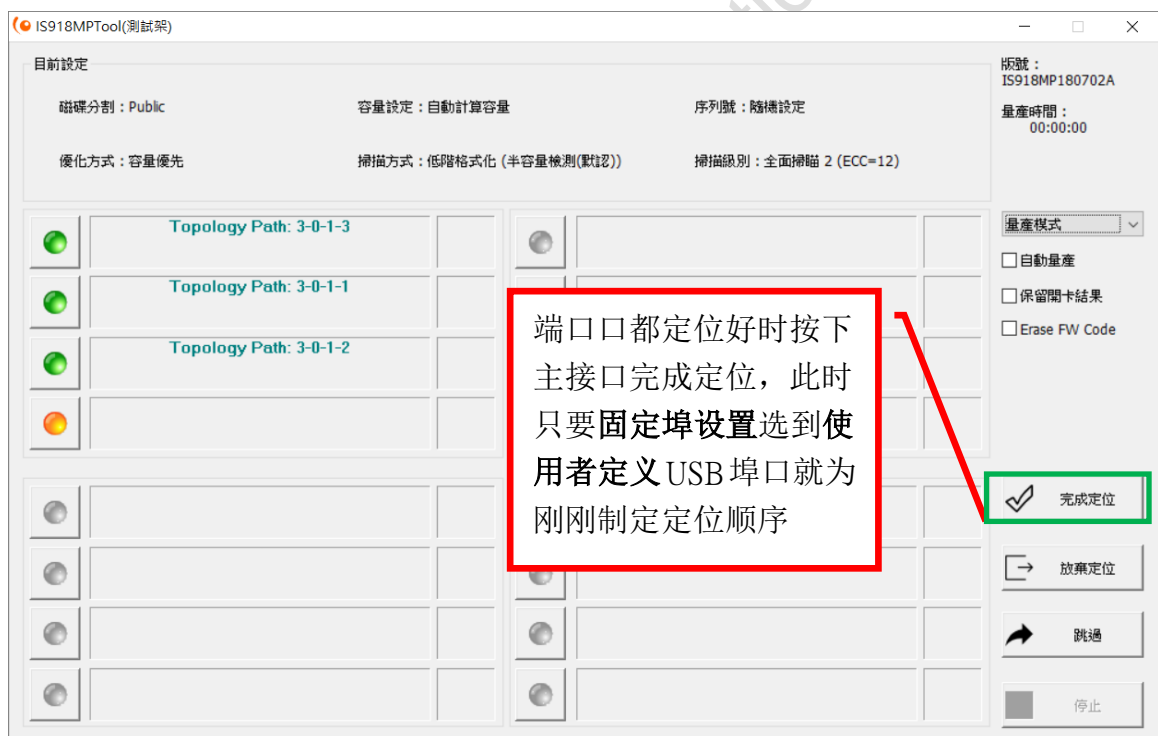 IS918MPTool(測試架)
目前設定
磁碟分割：Public
容量設定：自動計算容量
序列號：隨機設定
優化方式：容量優先
掃描方式：低階格式化 (半容量檢測(默認))
掃描級別：全面掃瞄 2 (ECC=12)
版號：
IS918MP180702A
量產時間：
00:00:00
Topology Path: 3-0-1-3
Topology Path: 3-0-1-1
Topology Path: 3-0-1-2
量產模式
自動量產
保留開卡結果
Erase FW Code
端口口都定位好时按下
主接口完成定位，此时
只要固定埠设置选到使
用者定义USB埠口就为
刚刚制定定位顺序
完成定位
放棄定位
跳過
停止